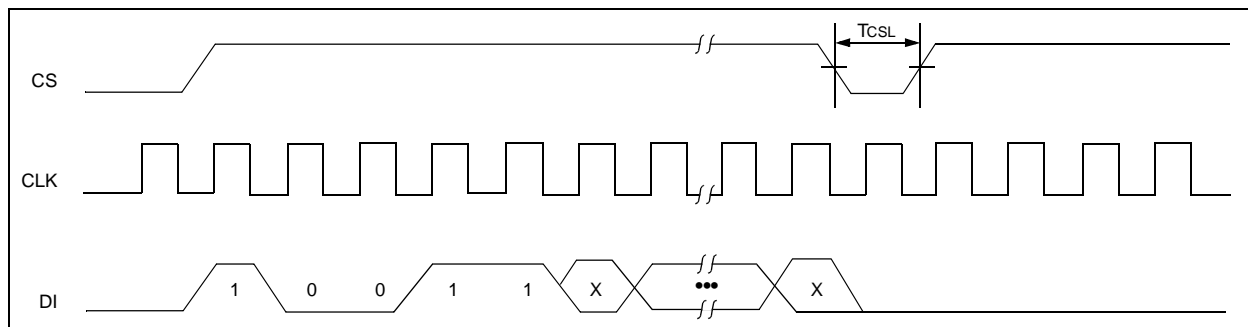 TCSL
CS
CLK
DI
1 0 0 1 1 X ••• X